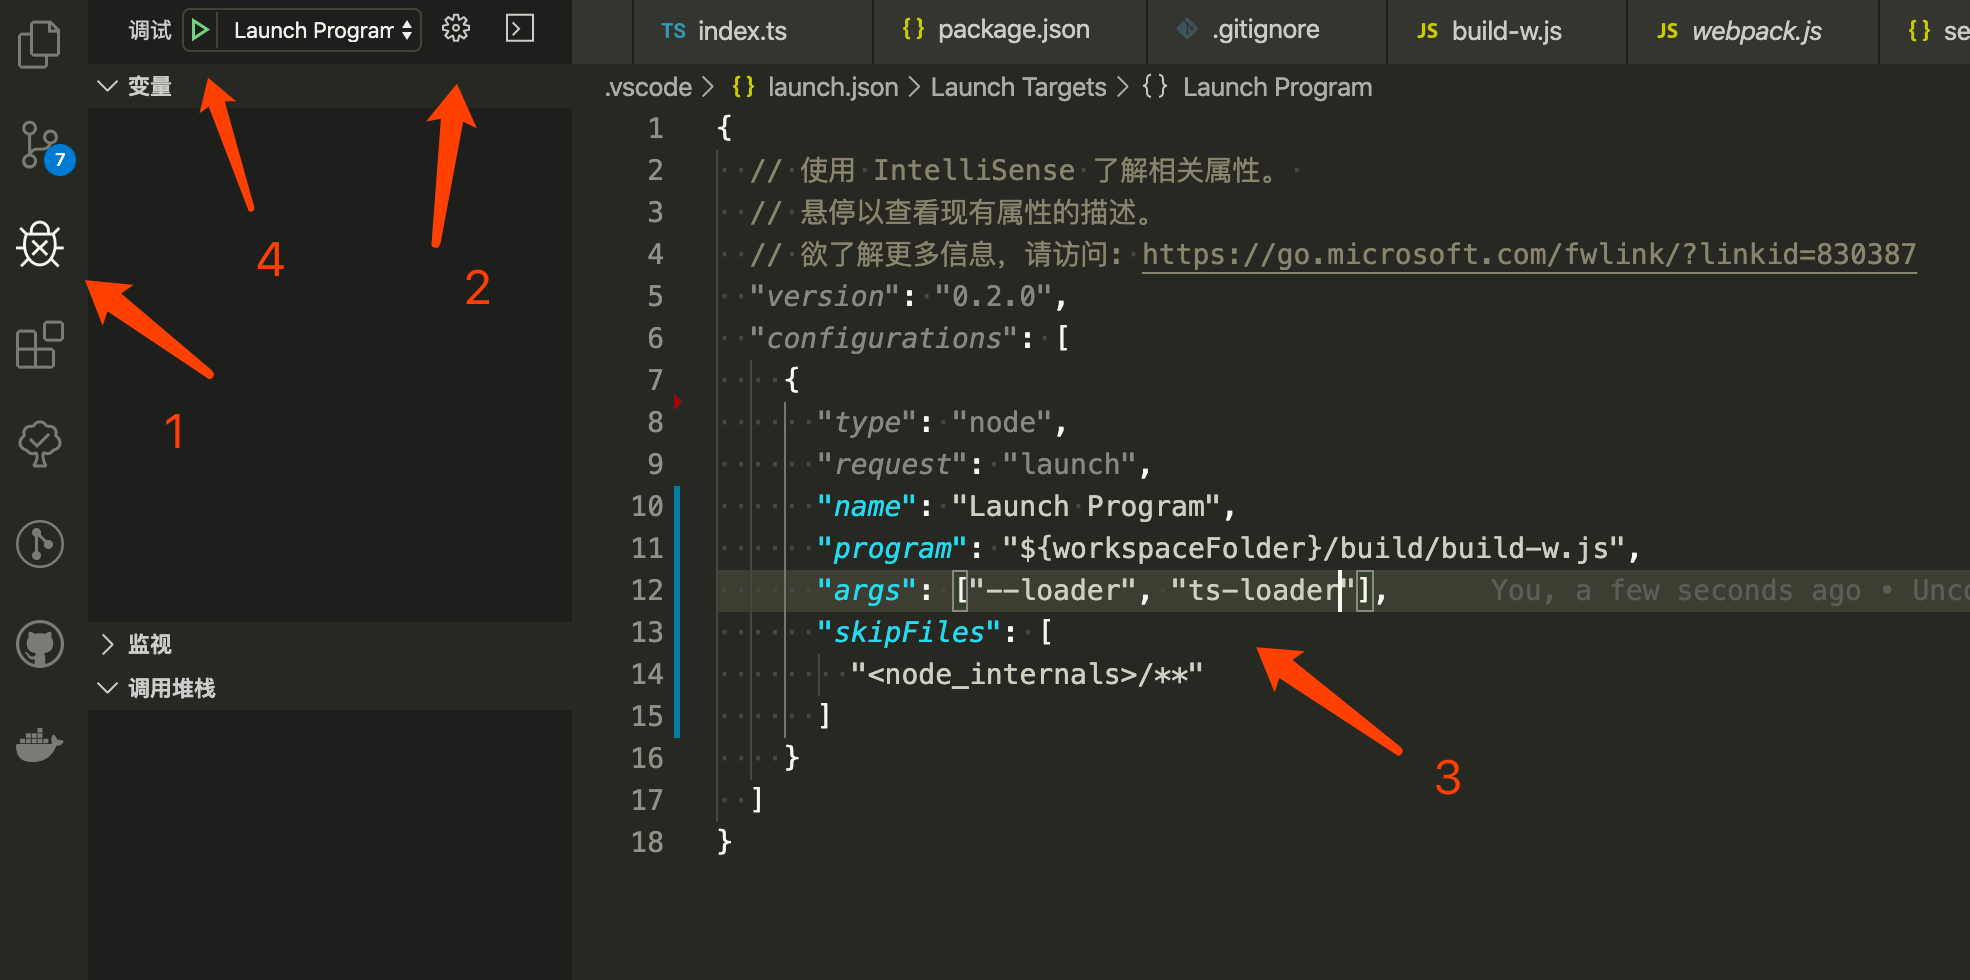 调试 Launch Program
TS index.ts {} package.json .gitignore JS build-w.js JS webpack.js {} se
变量
.vscode > {} launch.json > Launch Targets > {} Launch Program
7
4
2
1
监视
调用堆栈
1 {
2 // 使用 IntelliSense 了解相关属性。
3 // 悬停以查看现有属性的描述。
4 // 欲了解更多信息，请访问: https://go.microsoft.com/fwlink/?linkid=830387
5 "version": "0.2.0",
6 "configurations": [
7 {
8 "type": "node",
9 "request": "launch",
10 "name": "Launch Program",
11 "program": "${workspaceFolder}/build/build-w.js",
12 "args": ["--loader", "ts-loader"], You, a few seconds ago • Unco
13 "skipFiles": [
14 "<node_internals>/**"
15 ]
16 }
17 ]
18 }
3